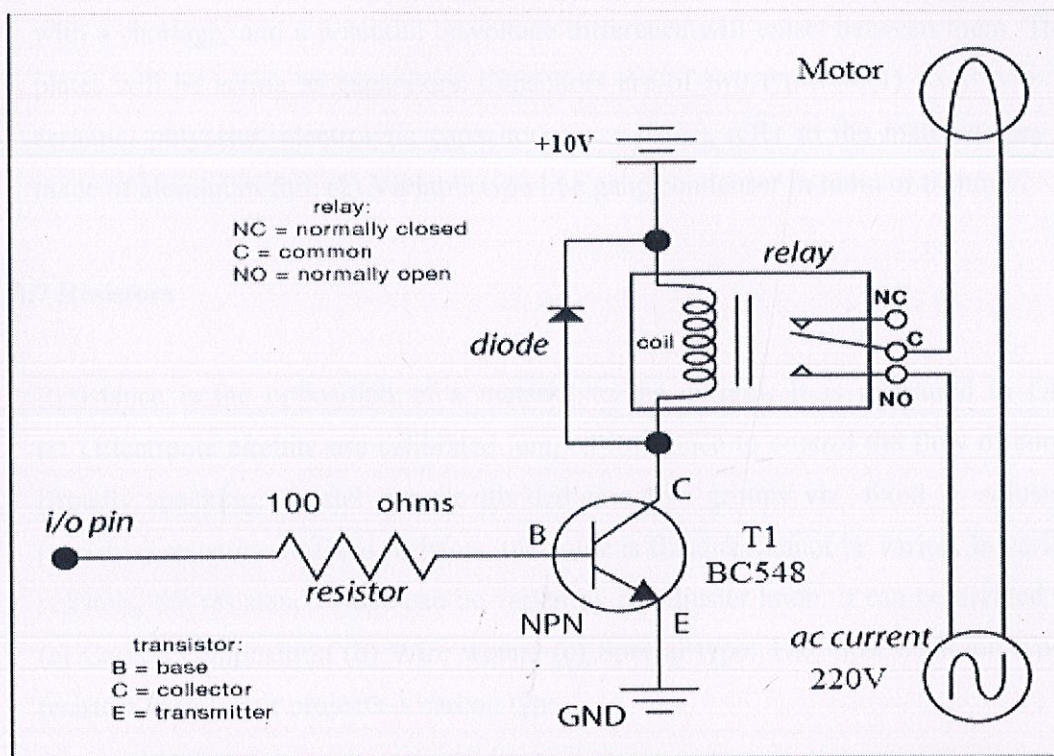 Motor
+10V
relay:
NC = normally closed
C = common
NO = normally open
relay
NC
C
NO
diode
coil
i/o pin
100 ohms
resistor
B
C
E
NPN
T1
BC548
ac current
220V
transistor:
B = base
C = collector
E = transmitter
GND